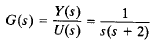 G(s) = Y(s)/U(s) = 1/s(s + 2)